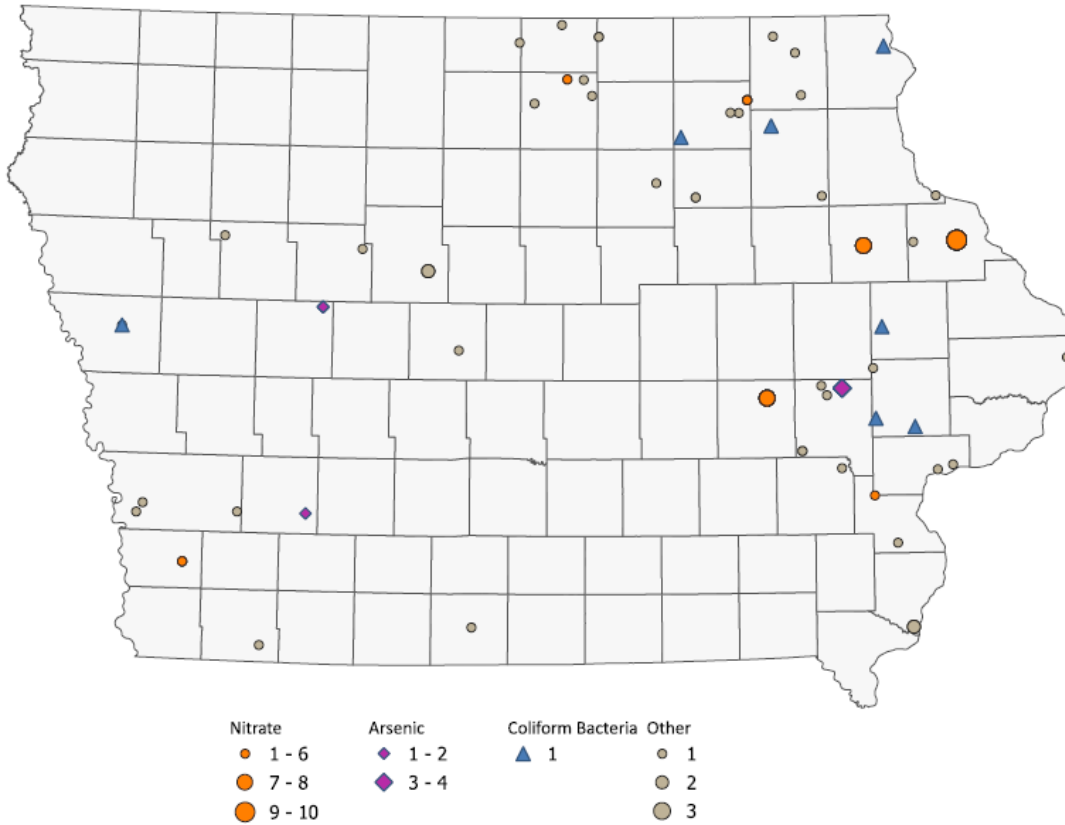 Nitrate Arsenic Coliform Bacteria Other
1 - 6 1 - 2 1 1
7 - 8 3 - 4 2
9 - 10 3